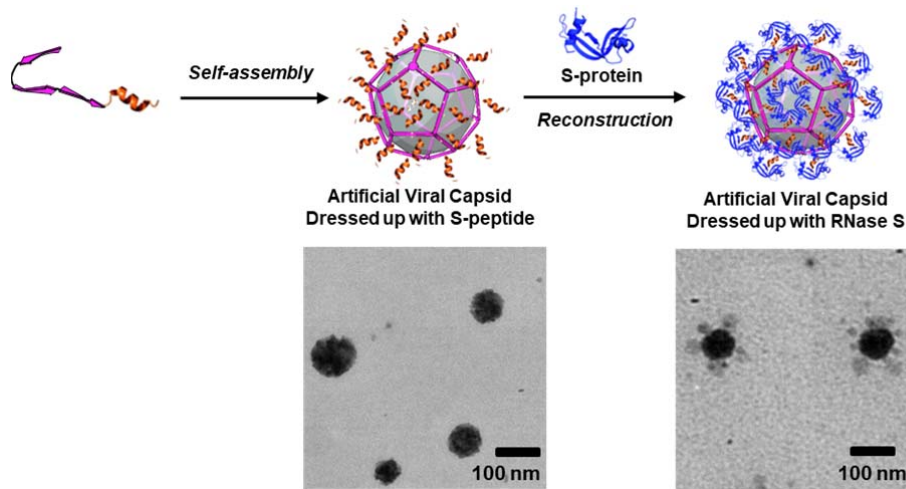 Self-assembly
S-protein
Reconstruction
Artificial Viral Capsid
Dressed up with S-peptide
Artificial Viral Capsid
Dressed up with RNase S
100 nm
100 nm